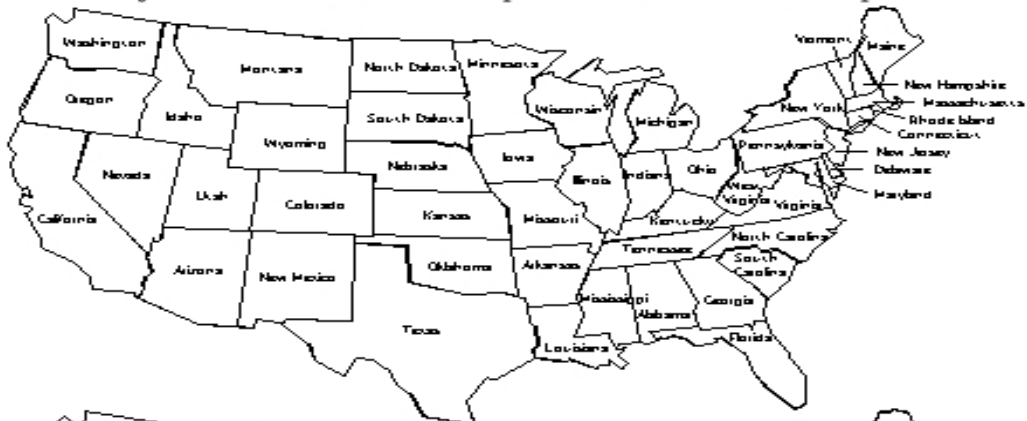 Washington
Montana
North Dakota
Minnesota
Vermont
Maine
Oregon
Idaho
Wyoming
South Dakota
Wisconsin
Michigan
New York
New Hampshire
Massachusetts
Rhode Island
Connecticut
Nevada
Utah
Colorado
Nebraska
Iowa
Illinois
Indiana
Ohio
Pennsylvania
New Jersey
Delaware
Maryland
California
Kansas
Missouri
Kentucky
West
Virginia
Virginia
Arizona
New Mexico
Oklahoma
Arkansas
Tennessee
North Carolina
South
Carolina
Texas
Louisiana
Mississippi
Alabama
Georgia
Florida